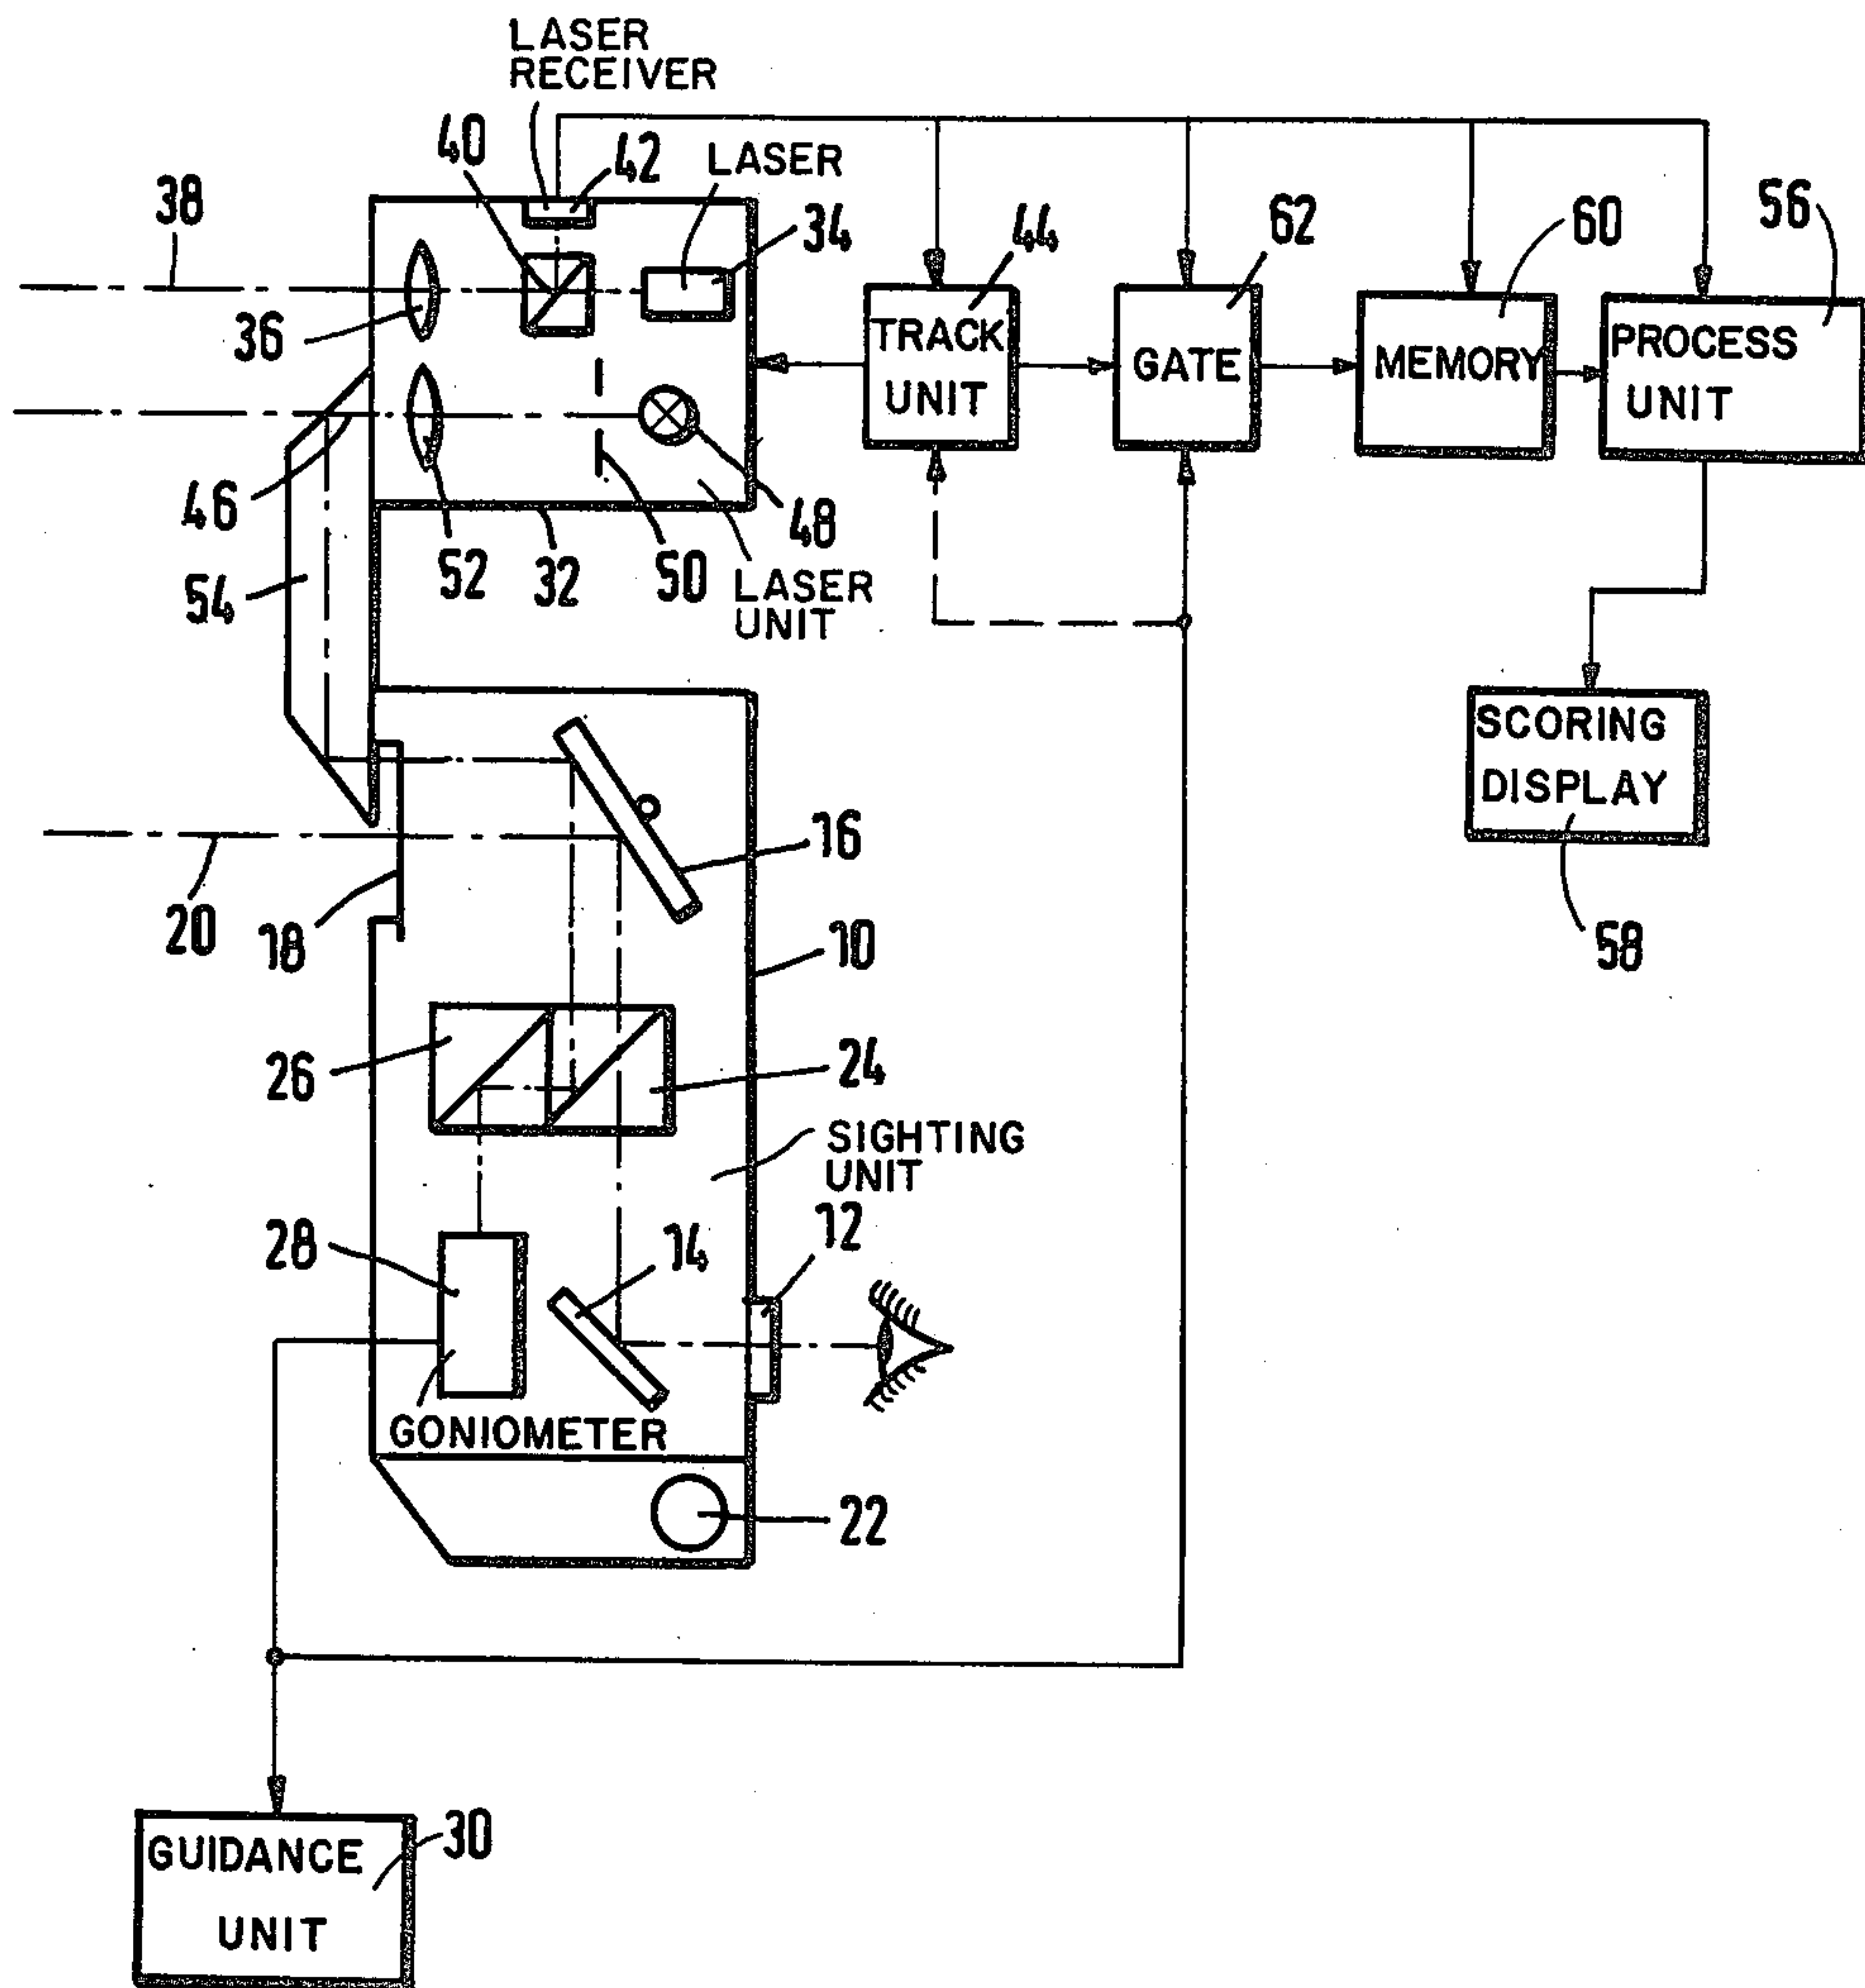 LASER
RECEIVER
40
42
LASER
38
34
44
62
60
56
36
TRACK
UNIT
GATE
MEMORY
PROCESS
UNIT
46
52
32
50
48
54
LASER
UNIT
SCORING
DISPLAY
58
16
20
18
10
26
24
SIGHTING
UNIT
12
28
14
GONIOMETER
22
GUIDANCE
UNIT
30